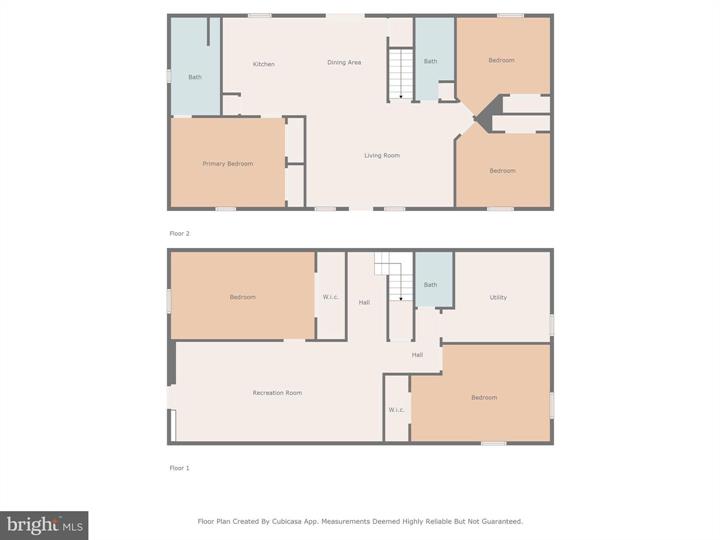 Bath
Kitchen
Dining Area
Bath
Bedroom
Primary Bedroom
Living Room
Bedroom
Floor 2
Bedroom
W.i.c.
Hall
Bath
Utility
Hall
Recreation Room
W.i.c.
Bedroom
Floor 1
Floor Plan Created By Cubicasa App. Measurements Deemed Highly Reliable But Not Guaranteed.
bright MLS